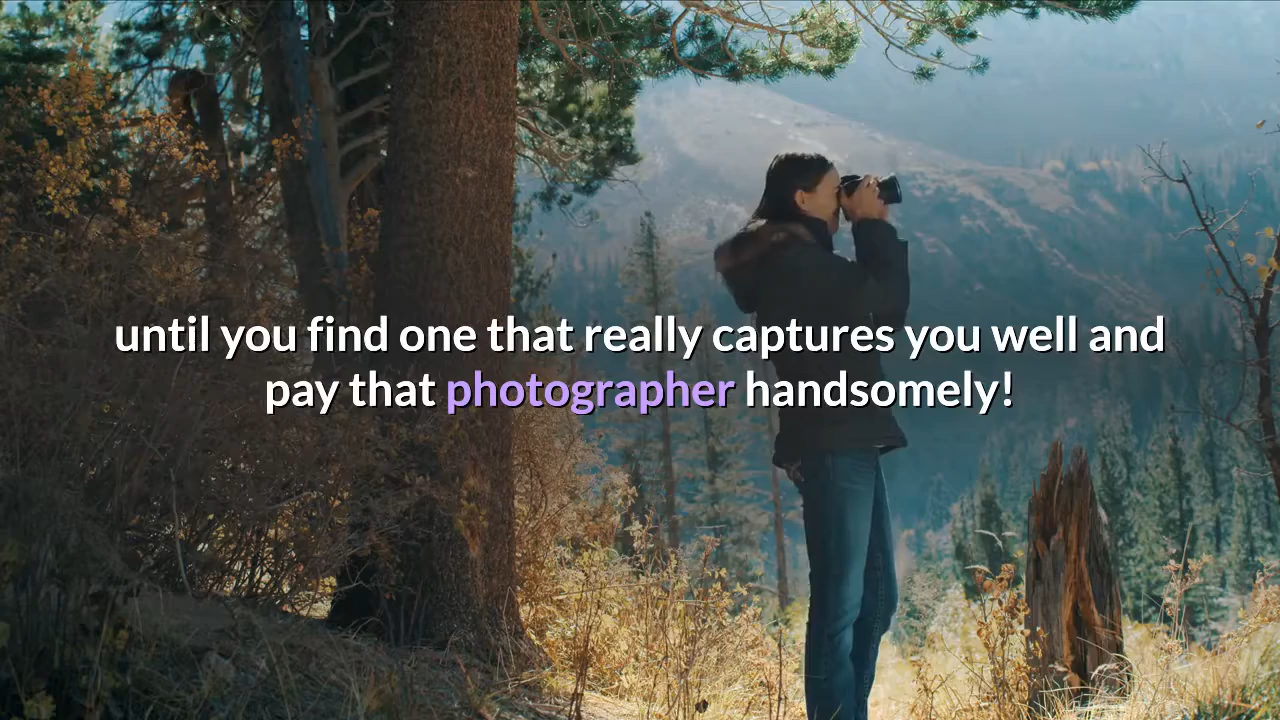 until you find one that really captures you well and
pay that photographer handsomely!